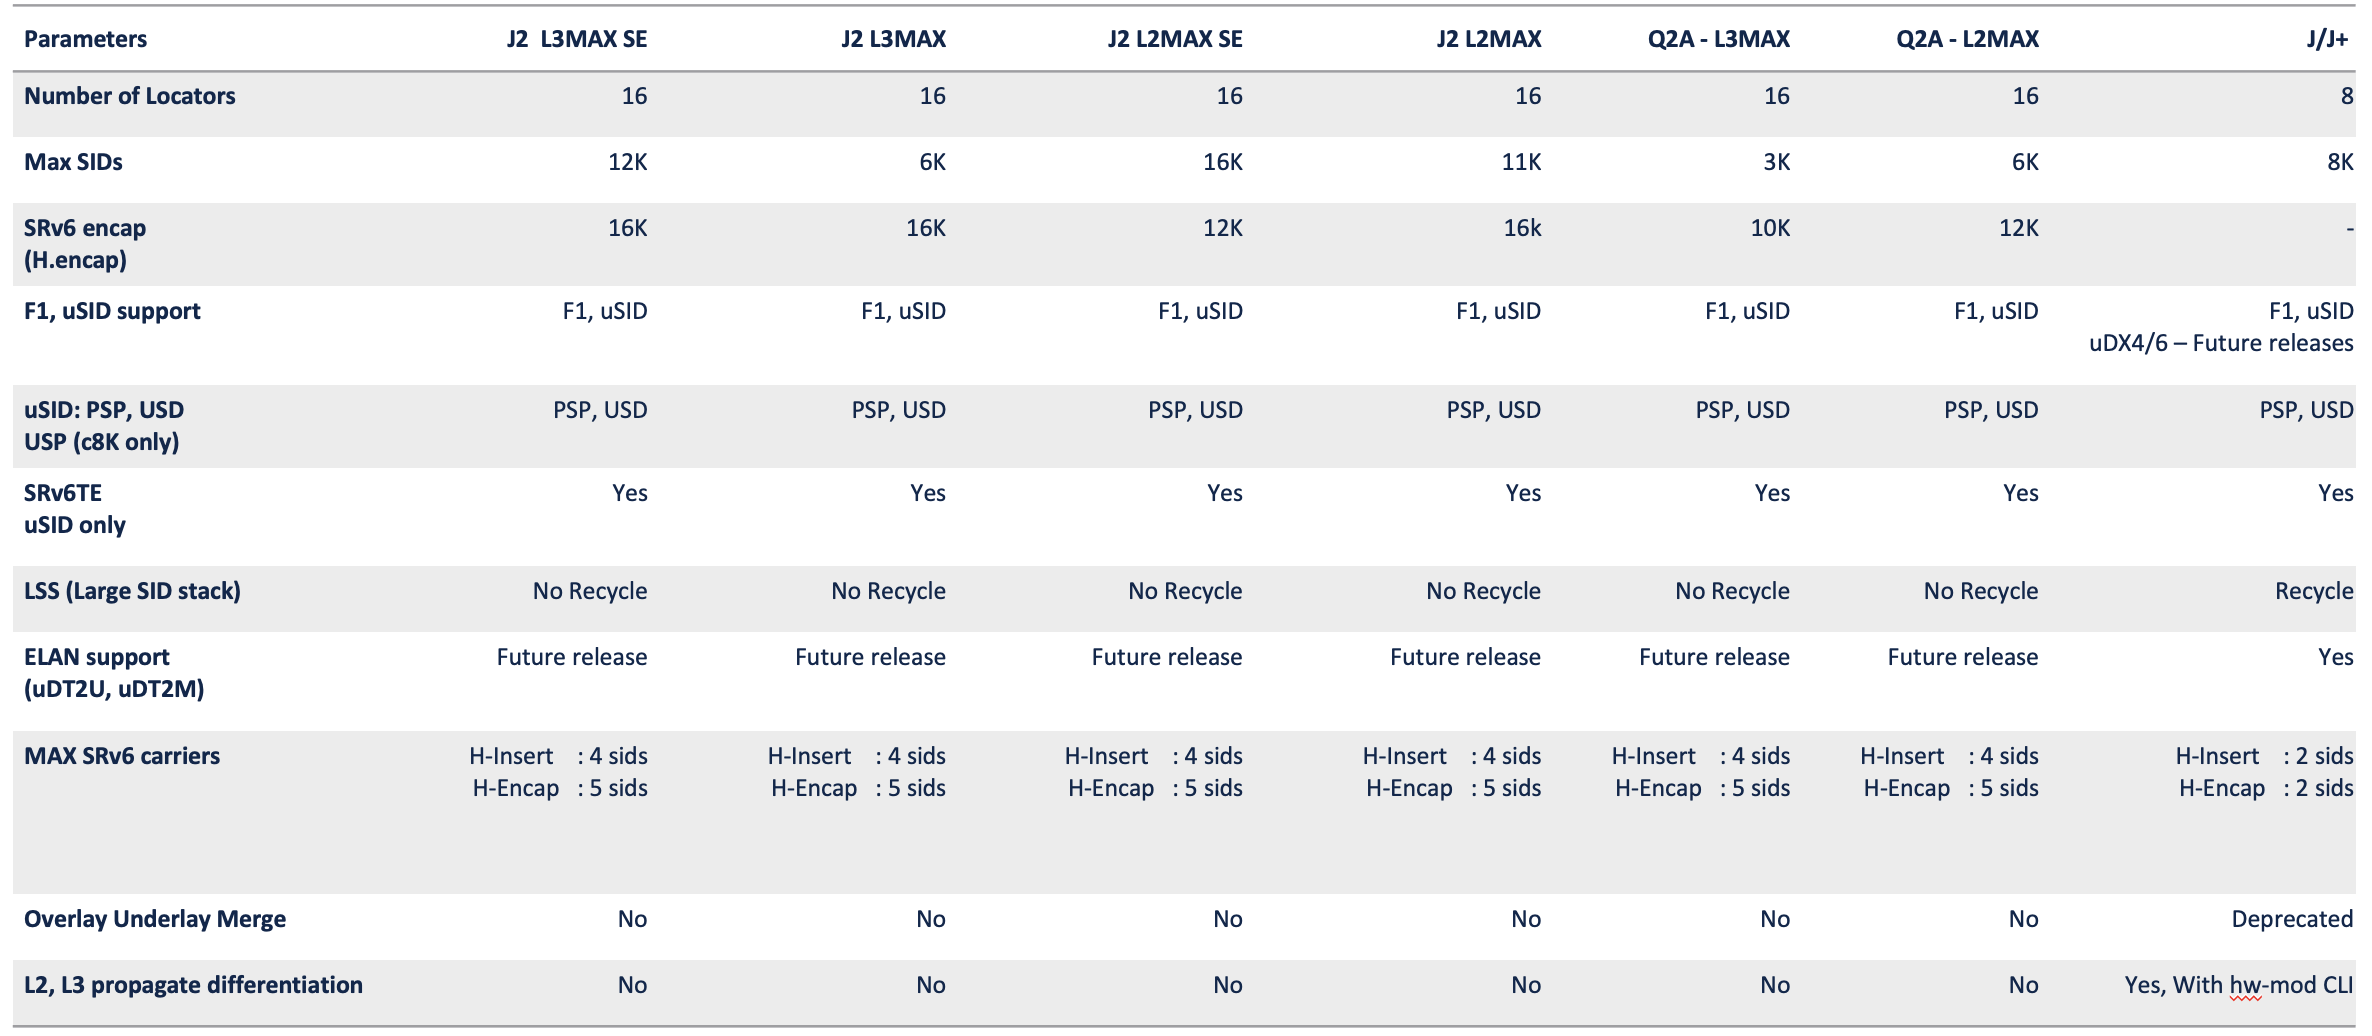 Parameters J2 L3MAX SE J2 L3MAX J2 L2MAX SE J2 L2MAX Q2A - L3MAX Q2A - L2MAX J/J+
Number of Locators 16 16 16 16 16 16 8
Max SIDs 12K 6K 16K 11K 3K 6K 8K
SRv6 encap 16K 16K 12K 16k 10K 12K -
(H.encap)
F1, uSID support F1, uSID F1, uSID F1, uSID F1, uSID F1, uSID F1, uSID F1, uSID
uDX4/6 – Future releases
uSID: PSP, USD PSP, USD PSP, USD PSP, USD PSP, USD PSP, USD PSP, USD PSP, USD
USP (c8K only)
SRv6TE Yes Yes Yes Yes Yes Yes Yes
uSID only
LSS (Large SID stack) No Recycle No Recycle No Recycle No Recycle No Recycle No Recycle Recycle
ELAN support Future release Future release Future release Future release Future release Future release Yes
(uDT2U, uDT2M)
MAX SRv6 carriers H-Insert : 4 sids H-Insert : 4 sids H-Insert : 4 sids H-Insert : 4 sids H-Insert : 4 sids H-Insert : 4 sids H-Insert : 2 sids
H-Encap : 5 sids H-Encap : 5 sids H-Encap : 5 sids H-Encap : 5 sids H-Encap : 5 sids H-Encap : 5 sids H-Encap : 2 sids
Overlay Underlay Merge No No No No No No Deprecated
L2, L3 propagate differentiation No No No No No No Yes, With hw-mod CLI